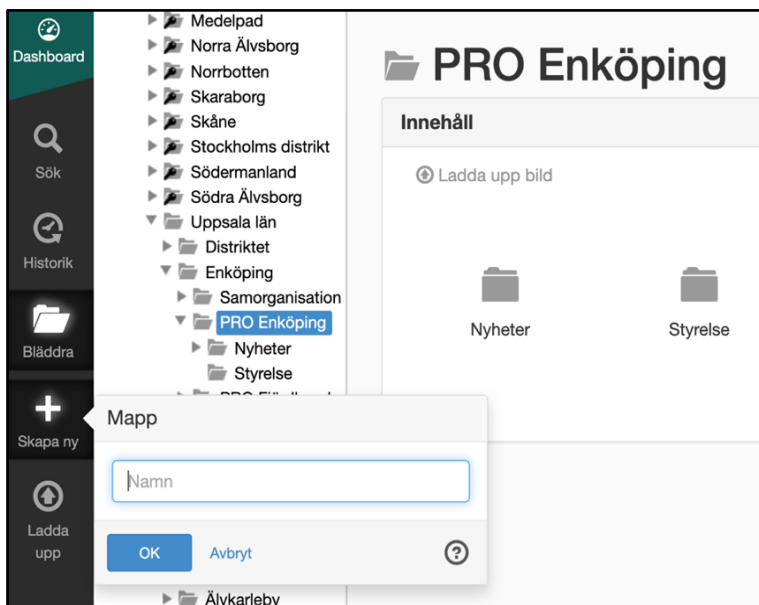 Dashboard
Sök
Historik
Bläddra
Skapa ny
Ladda
upp
Medelpad
Norra Älvsborg
Norrbotten
Skaraborg
Skåne
Stockholms distrikt
Södermanland
Södra Älvsborg
Uppsala län
Distriktet
Enköping
Samorganisation
PRO Enköping
Nyheter
Styrelse
Mapp
Namn
OK Avbryt
Älvkarleby
PRO Enköping
Innehåll
Ladda upp bild
Nyheter Styrelse